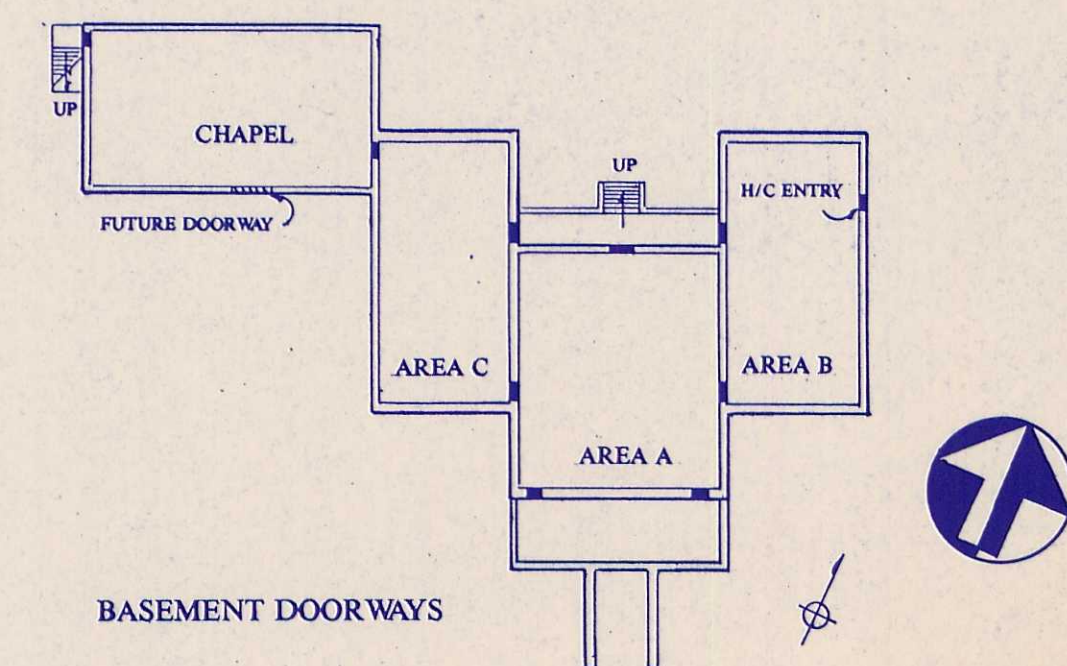 UP
CHAPEL
FUTURE DOORWAY
UP
H/C ENTRY
AREA C
AREA B
AREA A
BASEMENT DOORWAYS